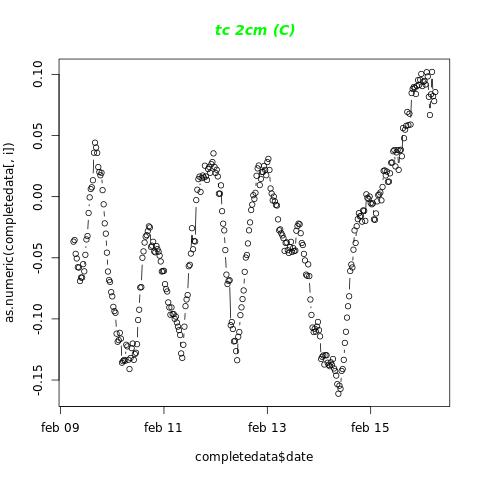 tc 2cm (C)
as.numeric(completedata[, i])
0.10
0.05
0.00
-0.05
-0.10
-0.15
feb 09 feb 11 feb 13 feb 15
completedata$date